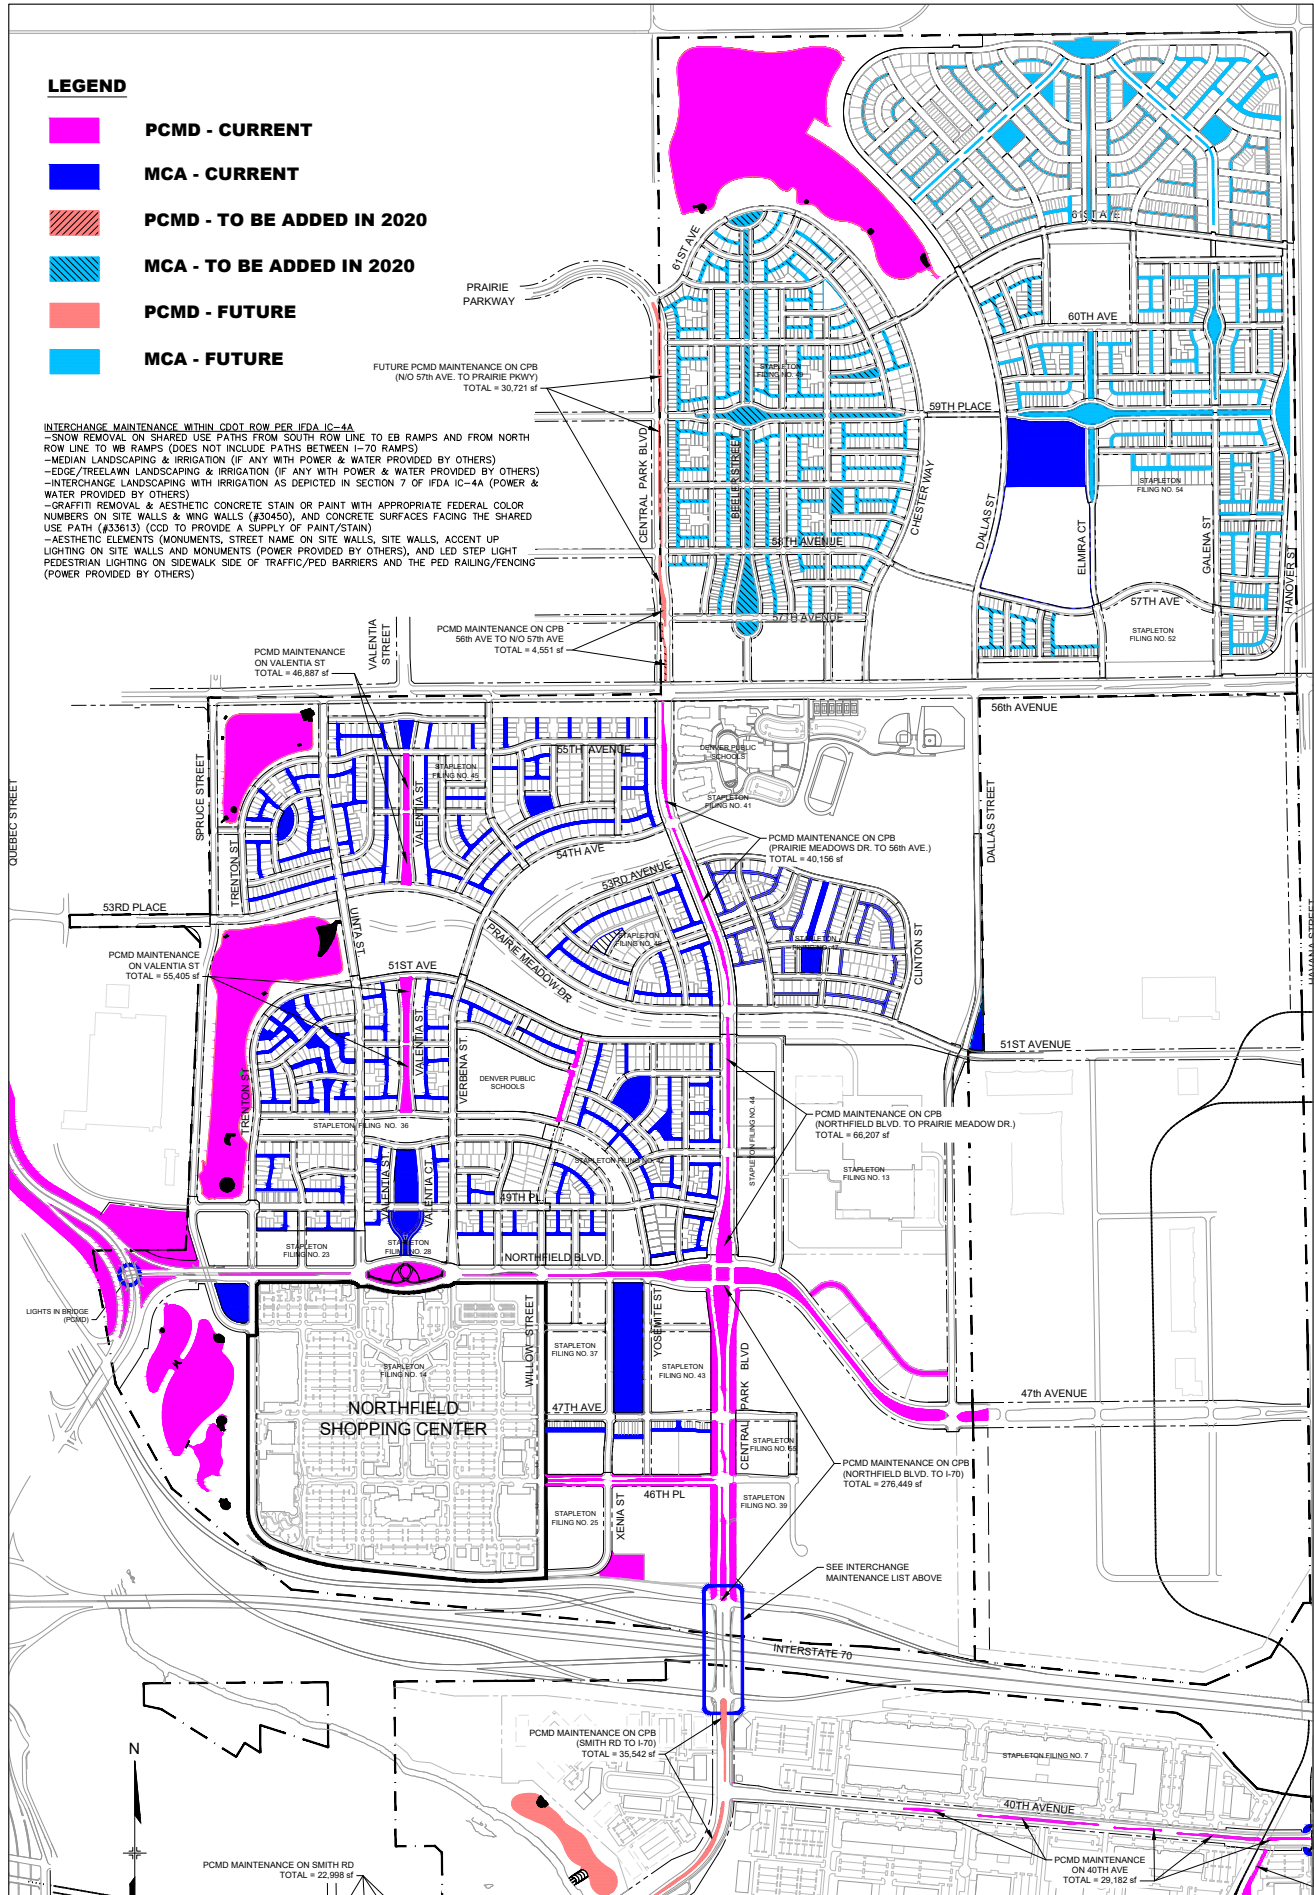 LEGEND
PCMD - CURRENT
MCA - CURRENT
PCMD - TO BE ADDED IN 2020
MCA - TO BE ADDED IN 2020
PCMD - FUTURE
MCA - FUTURE
INTERCHANGE MAINTENANCE WITHIN CDOT ROW PER IFDA IC-4A
-SNOW REMOVAL ON SHARED USE PATHS FROM SOUTH ROW LINE TO EB RAMPS AND FROM NORTH
ROW LINE TO WB RAMPS (DOES NOT INCLUDE PATHS BETWEEN I-70 RAMPS)
-MEDIAN LANDSCAPING & IRRIGATION (IF ANY WITH POWER & WATER PROVIDED BY OTHERS)
-EDGE/TREELAWN LANDSCAPING & IRRIGATION (IF ANY WITH POWER & WATER PROVIDED BY OTHERS)
-INTERCHANGE LANDSCAPING WITH IRRIGATION AS DEPICTED IN SECTION 7 OF IFDA IC-4A (POWER &
WATER PROVIDED BY OTHERS)
-GRAFFITI REMOVAL & AESTHETIC CONCRETE STAIN OR PAINT WITH APPROPRIATE FEDERAL COLOR
NUMBERS ON SITE WALLS & WING WALLS (#30450), AND CONCRETE SURFACES FACING THE SHARED
USE PATH (#33613) (CCD TO PROVIDE A SUPPLY OF PAINT/STAIN)
-AESTHETIC ELEMENTS (MONUMENTS, STREET NAME ON SITE WALLS, SITE WALLS, ACCENT UP
LIGHTING ON SITE WALLS AND MONUMENTS (POWER PROVIDED BY OTHERS), AND LED STEP LIGHT
PEDESTRIAN LIGHTING ON SIDEWALK SIDE OF TRAFFIC/PED BARRIERS AND THE PED RAILING/FENCING
(POWER PROVIDED BY OTHERS)
PRAIRIE
PARKWAY
61ST AVE
61ST AVE
60TH AVE
FUTURE PCMD MAINTENANCE ON CPB
(N/O 57th AVE. TO PRAIRIE PKWY)
TOTAL = 30,721 sf
STAPLETON
FILING NO. 49
59TH PLACE
CENTRAL PARK BLVD
BEELER STREET
CHESTER WAY
DALLAS ST
ELMIRA CT
GALENA ST
HANOVER ST
STAPLETON
FILING NO. 54
58TH AVENUE
57TH AVENUE
57TH AVE
STAPLETON
FILING NO. 52
PCMD MAINTENANCE ON CPB
56th AVE TO N/O 57th AVE
TOTAL = 4,551 sf
VALENTIA
STREET
PCMD MAINTENANCE
ON VALENTIA ST
TOTAL = 46,887 sf
56th AVENUE
QUEBEC STREET
SPRUCE STREET
55TH AVENUE
STAPLETON
FILING NO. 45
VALENTIA ST.
DENVER PUBLIC
SCHOOLS
STAPLETON
FILING NO. 41
DALLAS STREET
TRENTON ST
54TH AVE
53RD AVENUE
PCMD MAINTENANCE ON CPB
(PRAIRIE MEADOWS DR. TO 56th AVE.)
TOTAL = 40,156 sf
53RD PLACE
UINTA ST.
PRAIRIE MEADOW DR.
CLINTON ST
PCMD MAINTENANCE
ON VALENTIA ST
TOTAL = 55,405 sf
51ST AVE
51ST AVENUE
VALENTIA ST.
VERBENA ST.
TRENTON ST
DENVER PUBLIC
SCHOOLS
STAPLETON FILING NO. 36
STAPLETON FILING NO. 44
PCMD MAINTENANCE ON CPB
(NORTHFIELD BLVD. TO PRAIRIE MEADOW DR.)
TOTAL = 66,207 sf
STAPLETON
FILING NO. 13
VALENTIA ST
VALENTIA CT.
49TH PL.
STAPLETON
FILING NO. 23
STAPLETON
FILING NO. 28
NORTHFIELD BLVD.
LIGHTS IN BRIDGE
(PCMD)
WILLOW STREET
YOSEMITE ST.
STAPLETON
FILING NO. 37
STAPLETON
FILING NO. 43
CENTRAL PARK BLVD
STAPLETON
FILING NO. 14
NORTHFIELD
SHOPPING CENTER
47TH AVE
47th AVENUE
PCMD MAINTENANCE ON CPB
(NORTHFIELD BLVD. TO I-70)
TOTAL = 276,449 sf
46TH PL
XENIA ST
STAPLETON
FILING NO. 25
STAPLETON
FILING NO. 39
SEE INTERCHANGE
MAINTENANCE LIST ABOVE
INTERSTATE 70
N
PCMD MAINTENANCE ON CPB
(SMITH RD TO I-70)
TOTAL = 35,542 sf
STAPLETON FILING NO. 7
40TH AVENUE
PCMD MAINTENANCE
ON 40TH AVE
TOTAL = 29,182 sf
PCMD MAINTENANCE ON SMITH RD
TOTAL = 22,998 sf